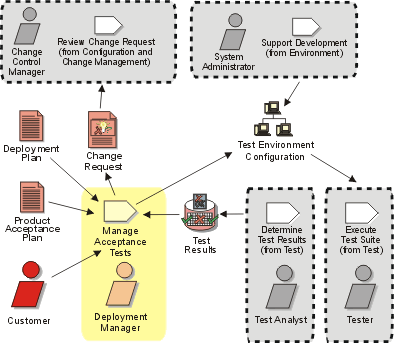 Change
Control
Manager
Review Change Request
(from Configuration and
Change Management)
System
Administrator
Support Development
(from Environment)
Deployment
Plan
Change
Request
Test Environment
Configuration
Product
Acceptance
Plan
Manage
Acceptance
Tests
Test
Results
Determine
Test Results
(from Test)
Execute
Test Suite
(from Test)
Customer
Deployment
Manager
Test Analyst
Tester